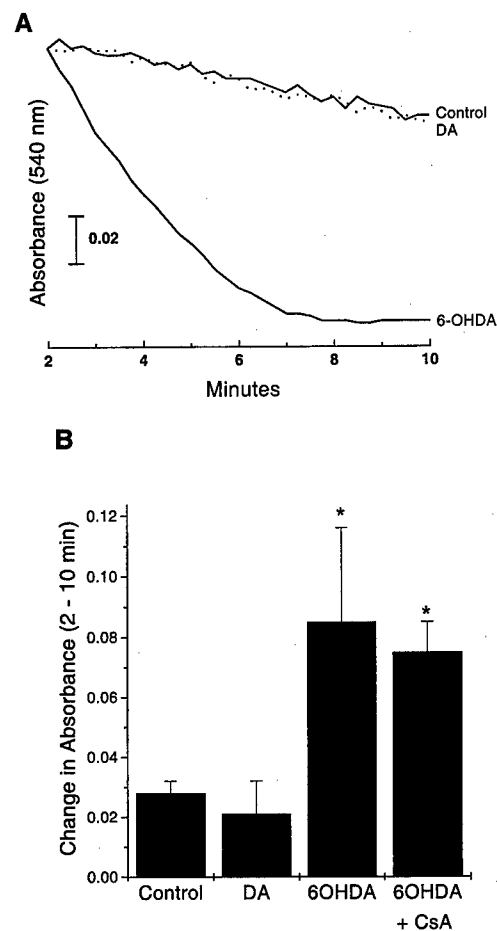 A
Absorbance (540 nm)
0.02
Control
DA
6-OHDA
2 4 6 8 10
Minutes
B
Change in Absorbance (2 - 10 min)
0.12
0.10
0.08
0.06
0.04
0.02
0.00
*
*
Control DA 6OHDA 6OHDA
+ CsA